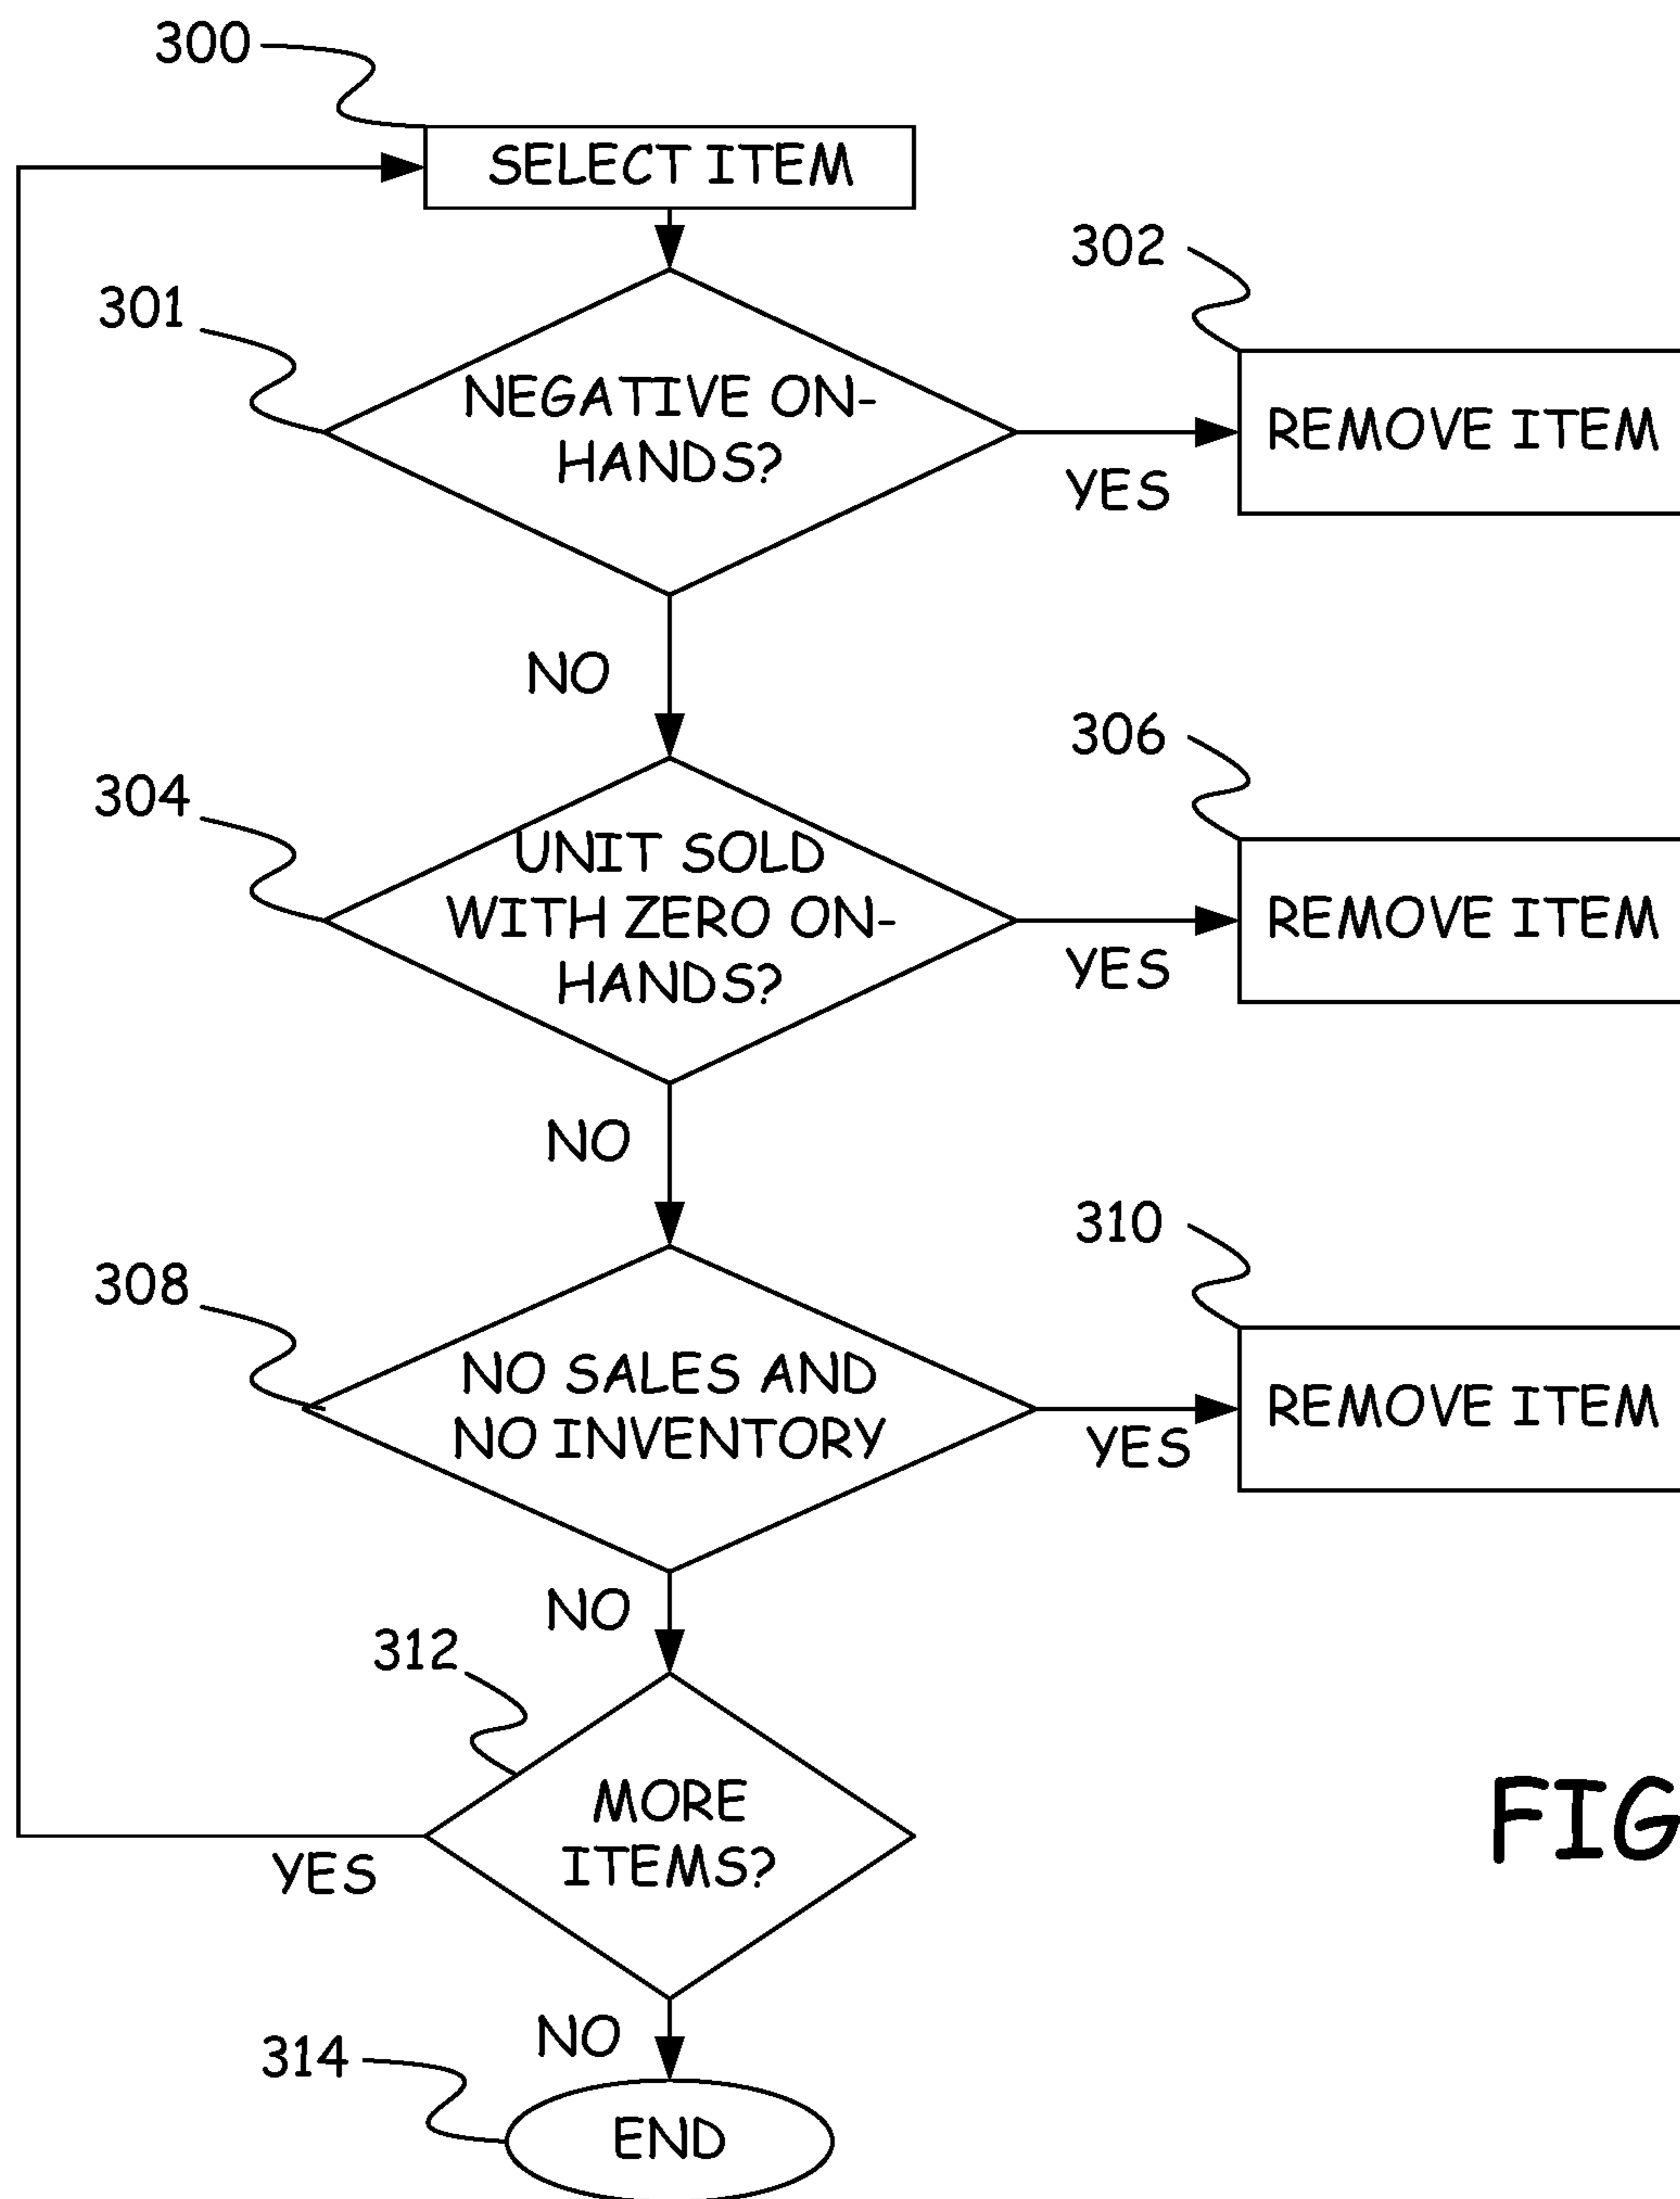 300
SELECT ITEM
302
301
NEGATIVE ON-
HANDS?
REMOVE ITEM
YES
NO
306
304
UNIT SOLD
WITH ZERO ON-
HANDS?
REMOVE ITEM
YES
NO
310
308
NO SALES AND
NO INVENTORY
REMOVE ITEM
YES
NO
312
MORE
ITEMS?
FIG
YES
NO
314
END